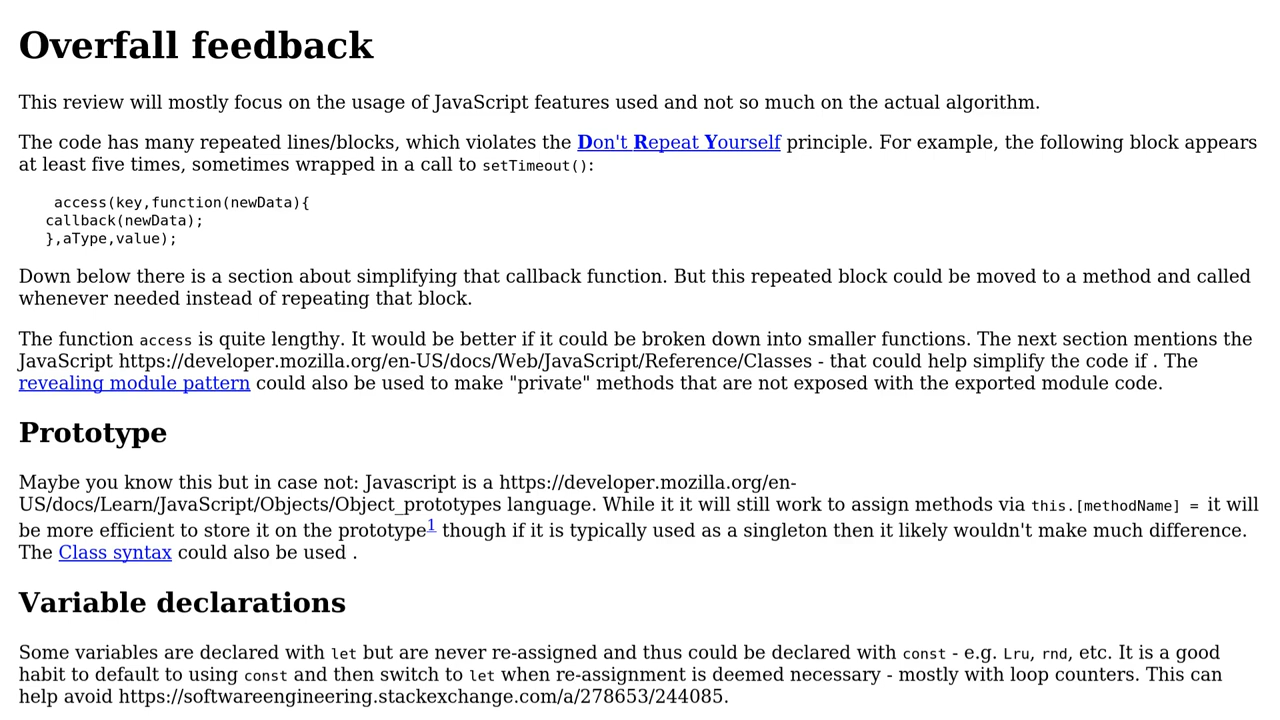 Overfall feedback
This review will mostly focus on the usage of JavaScript features used and not so much on the actual algorithm.
The code has many repeated lines/blocks, which violates the Don't Repeat Yourself principle. For example, the following block appears
at least five times, sometimes wrapped in a call to setTimeout():
access(key,function(newData){
callback(newData);
},aType,value);
Down below there is a section about simplifying that callback function. But this repeated block could be moved to a method and called
whenever needed instead of repeating that block.
The function access is quite lengthy. It would be better if it could be broken down into smaller functions. The next section mentions the
JavaScript https://developer.mozilla.org/en-US/docs/Web/JavaScript/Reference/Classes - that could help simplify the code if . The
revealing module pattern could also be used to make "private" methods that are not exposed with the exported module code.
Prototype
Maybe you know this but in case not: Javascript is a https://developer.mozilla.org/en-
US/docs/Learn/JavaScript/Objects/Object_prototypes language. While it it will still work to assign methods via this.[methodName] = it will
be more efficient to store it on the prototype1 though if it is typically used as a singleton then it likely wouldn't make much difference.
The Class syntax could also be used .
Variable declarations
Some variables are declared with let but are never re-assigned and thus could be declared with const - e.g. Lru, rnd, etc. It is a good
habit to default to using const and then switch to let when re-assignment is deemed necessary - mostly with loop counters. This can
help avoid https://softwareengineering.stackexchange.com/a/278653/244085.